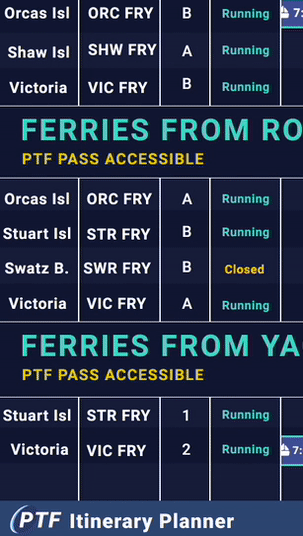 Orcas Isl ORC FRY B Running 7:
Shaw Isl SHW FRY A Running
Victoria VIC FRY B Running
FERRIES FROM RO
PTF PASS ACCESSIBLE
Orcas Isl ORC FRY A Running
Stuart Isl STR FRY B Running
Swatz B. SWR FRY B Closed
Victoria VIC FRY A Running
FERRIES FROM YA
PTF PASS ACCESSIBLE
Stuart Isl STR FRY 1 Running
Victoria VIC FRY 2 Running 7:
PTF Itinerary Planner